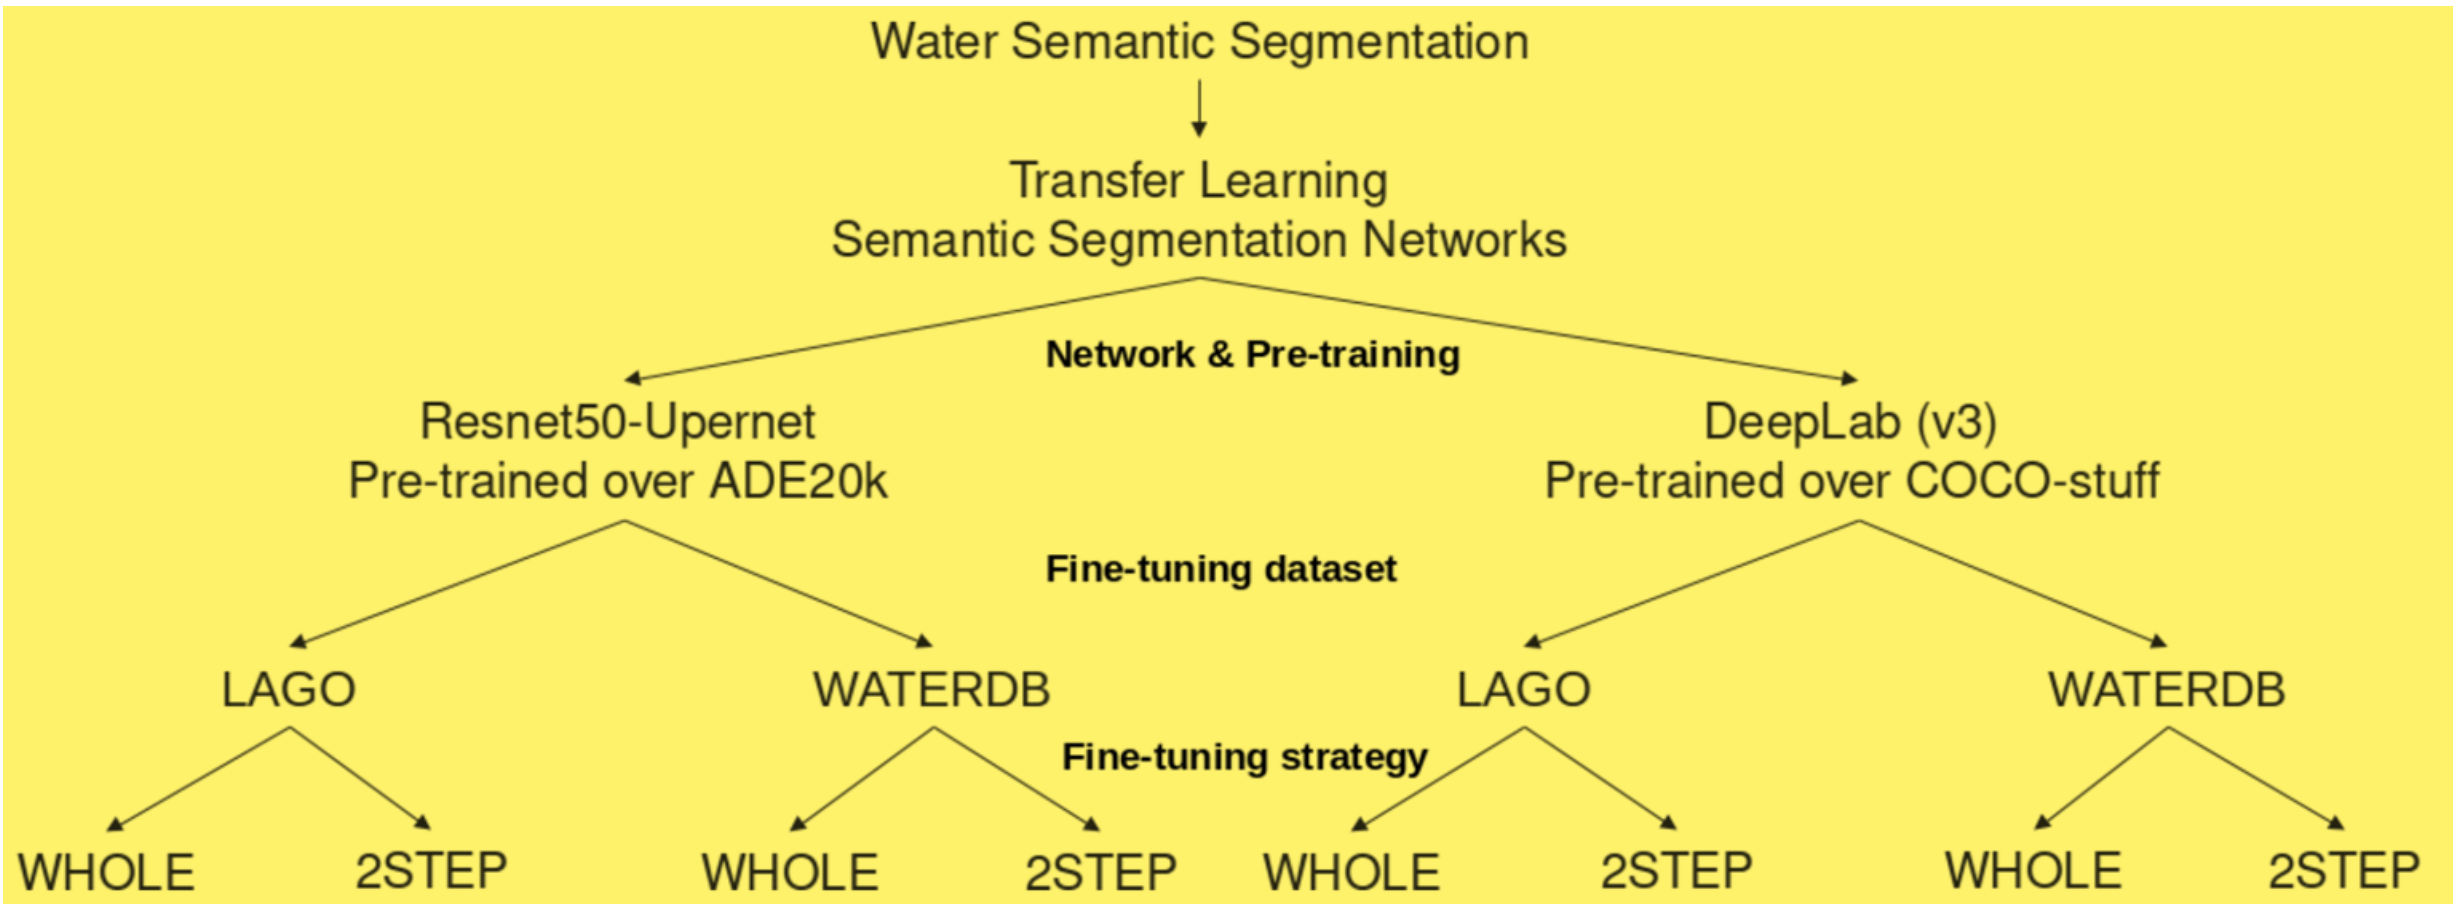 Water Semantic Segmentation
Transfer Learning
Semantic Segmentation Networks
Network & Pre-training
Resnet50-Upernet
Pre-trained over ADE20k
DeepLab (v3)
Pre-trained over COCO-stuff
Fine-tuning dataset
LAGO
WATERDB
LAGO
WATERDB
Fine-tuning strategy
WHOLE
2STEP
WHOLE
2STEP
WHOLE
2STEP
WHOLE
2STEP